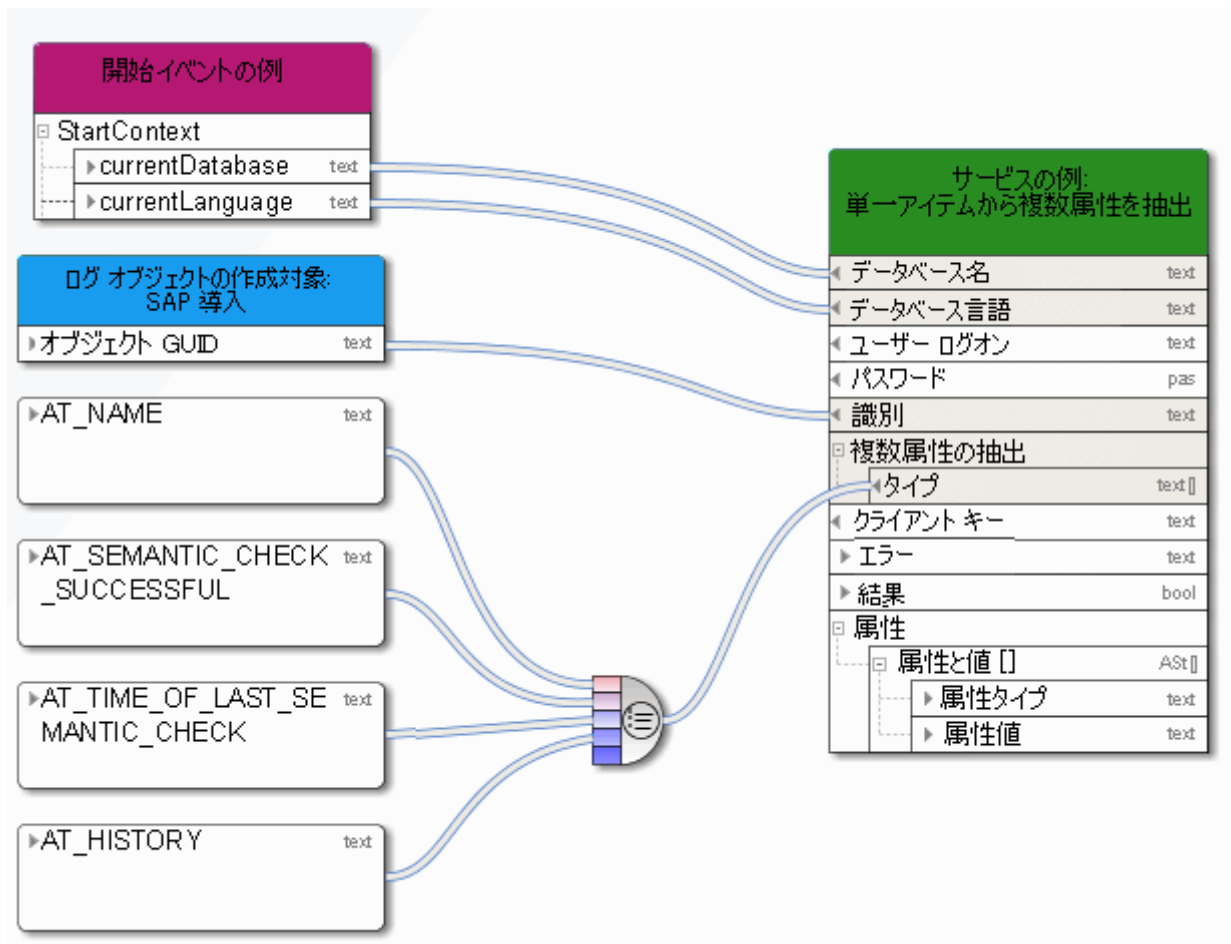 開始イベントの例
StartContext
currentDatabase text
currentLanguage text
ログ オブジェクトの作成対象:
SAP 導入
オブジェクト GUID text
AT_NAME text
AT_SEMANTIC_CHECK text
_SUCCESSFUL
AT_TIME_OF_LAST_SE text
MANTIC_CHECK
AT_HISTORY text
サービスの例:
単一アイテムから複数属性を抽出
データベース名 text
データベース言語 text
ユーザー ログオン text
パスワード pas
識別 text
複数属性の抽出
タイプ text[]
クライアント キー text
エラー text
結果 bool
属性
属性と値 [] ASt[]
属性タイプ text
属性値 text